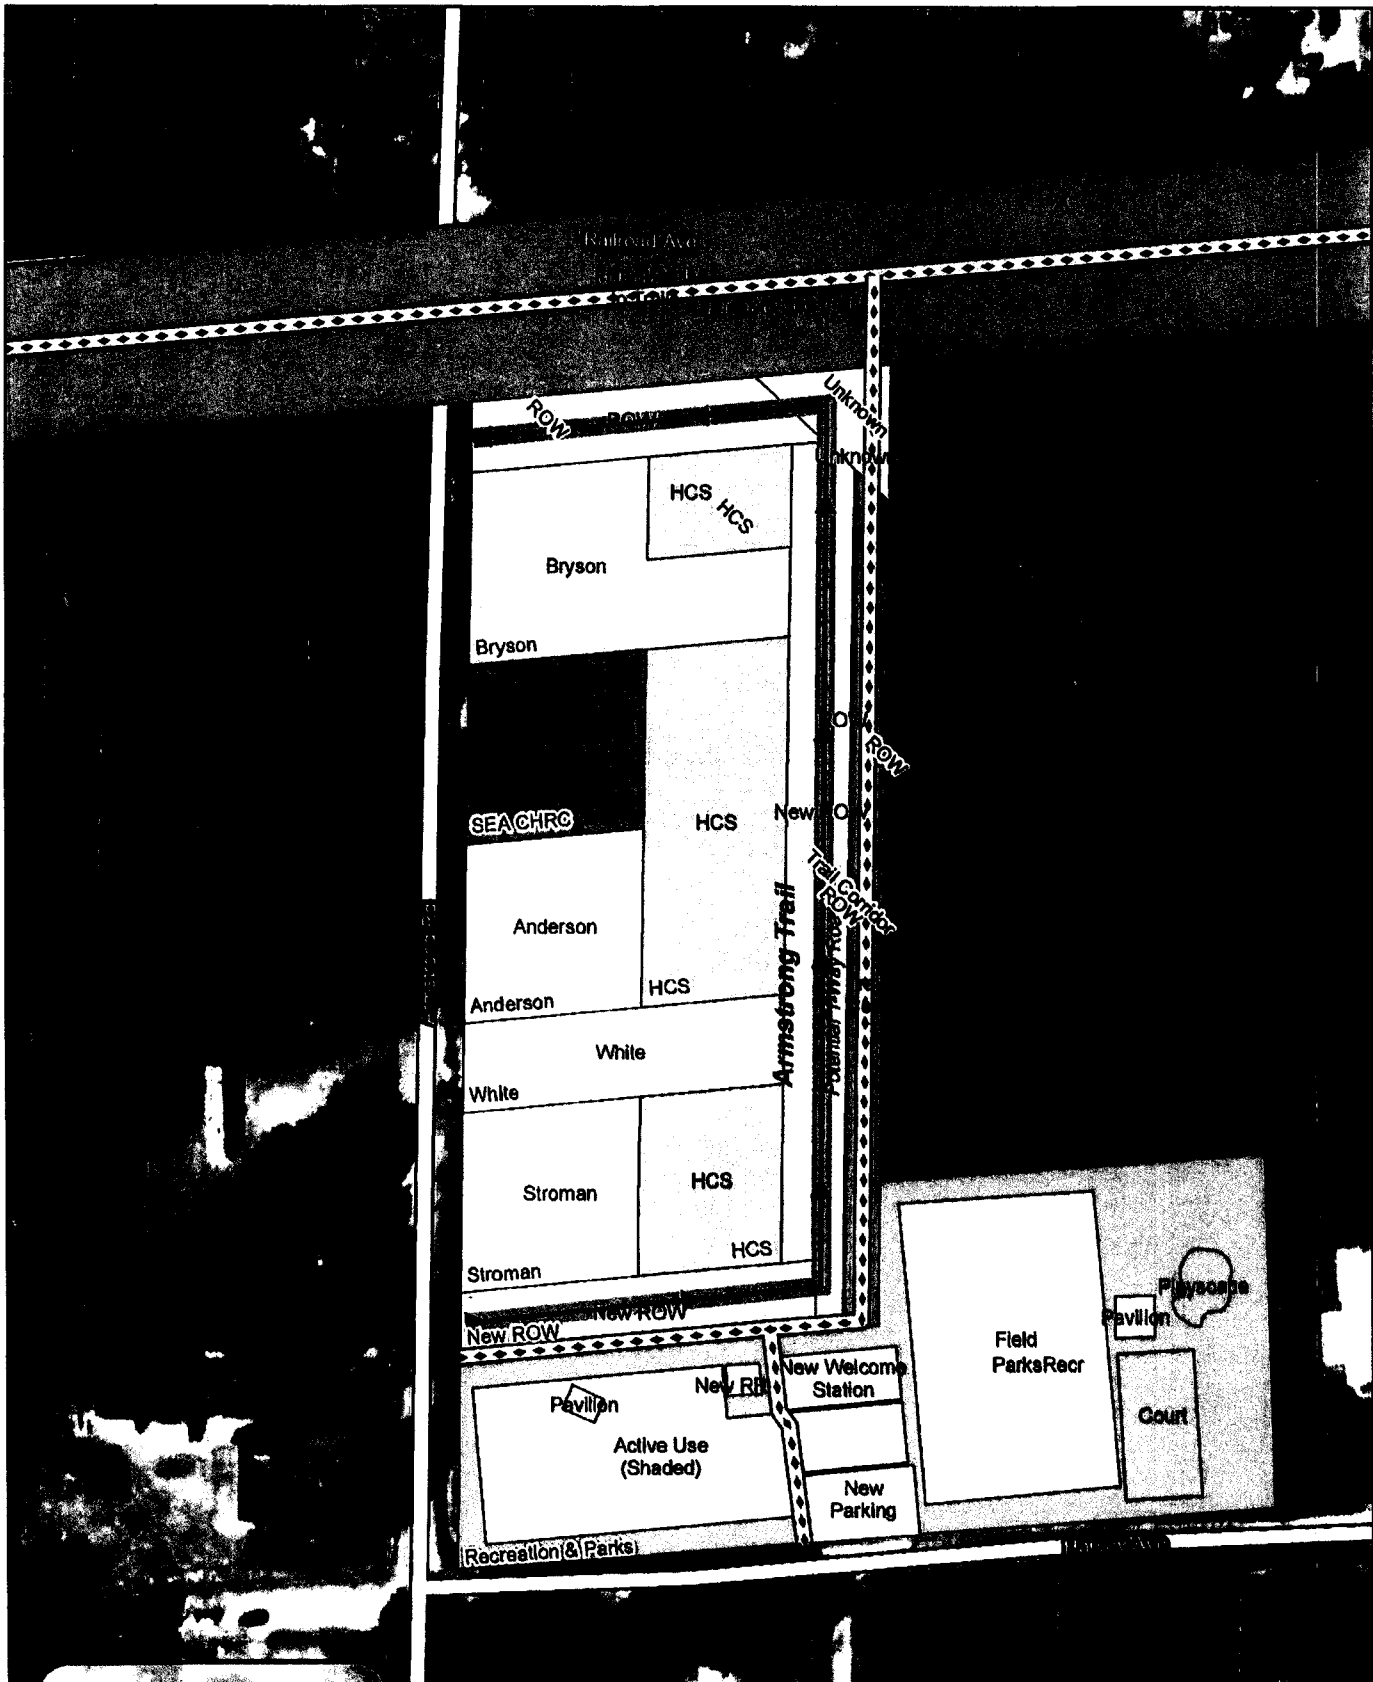 Railroad Ave
Unknown
ROW
ROW
Unknown
HCS
HCS
Bryson
Bryson
ROW
SEA CHRC
HCS
New ROW
Trail Corridor
ROW
Anderson
Armstrong Trail
Anderson
HCS
White
White
Stroman
HCS
HCS
Stroman
Playscape
Pavilion
New ROW
New ROW
Field
ParksRecr
New Welcome
Station
Pavilion
Court
Active Use
(Shaded)
New
Parking
Recreation & Parks